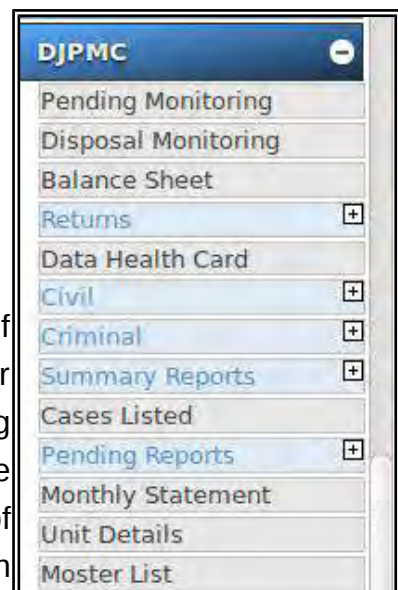 DJPMC
Pending Monitoring
Disposal Monitoring
Balance Sheet
Returns
Data Health Card
Civil
Criminal
Summary Reports
Cases Listed
Pending Reports
Monthly Statement
Unit Details
Moster List